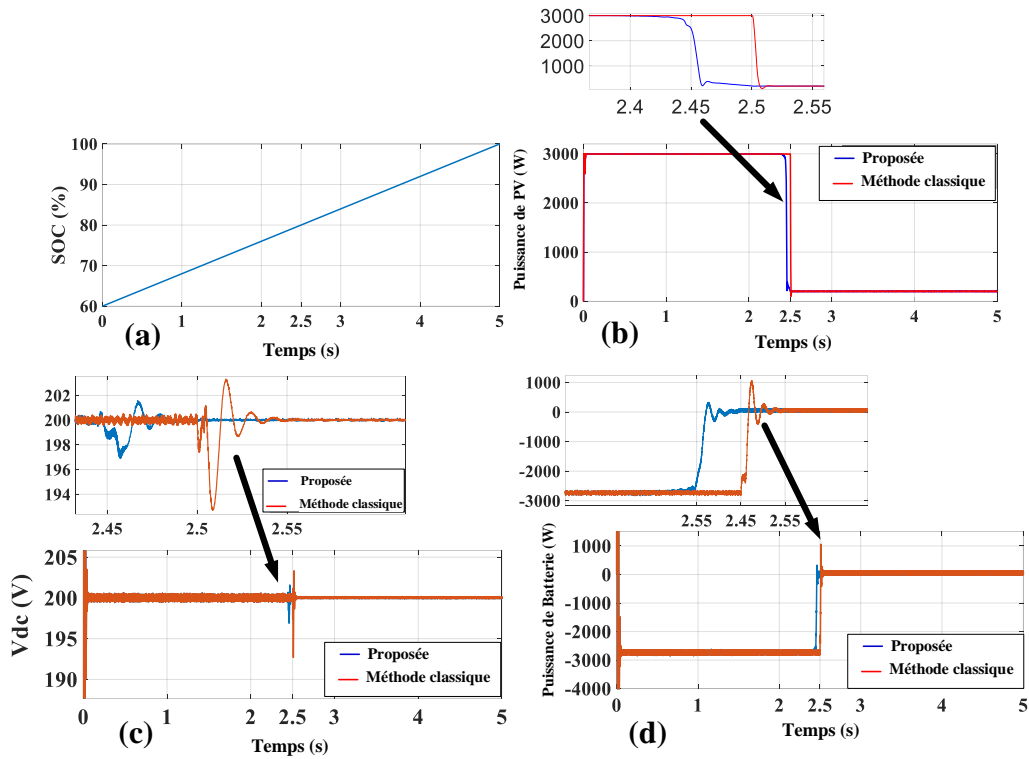 3000
2000
1000
2.4 2.45 2.5 2.55
100
90
80
70
60
SOC (%)
0 1 2 2.5 3 4 5
Temps (s)
(a)
3000
2000
1000
0
Puissance de PV (W)
Proposée
Méthode classique
0 1 2 2.5 3 4 5
Temps (s)
(b)
202
200
198
196
194
Proposée
Méthode classique
2.45 2.5 2.55
205
200
195
190
Vdc (V)
Proposée
Méthode classique
0 1 2 2.5 3 4 5
Temps (s)
(c)
1000
0
-1000
-2000
-3000
2.55 2.45 2.55
1000
0
-1000
-2000
-3000
-4000
Puissance de Batterie (W)
Proposée
Méthode classique
0 1 2 2.5 3 4 5
Temps (s)
(d)